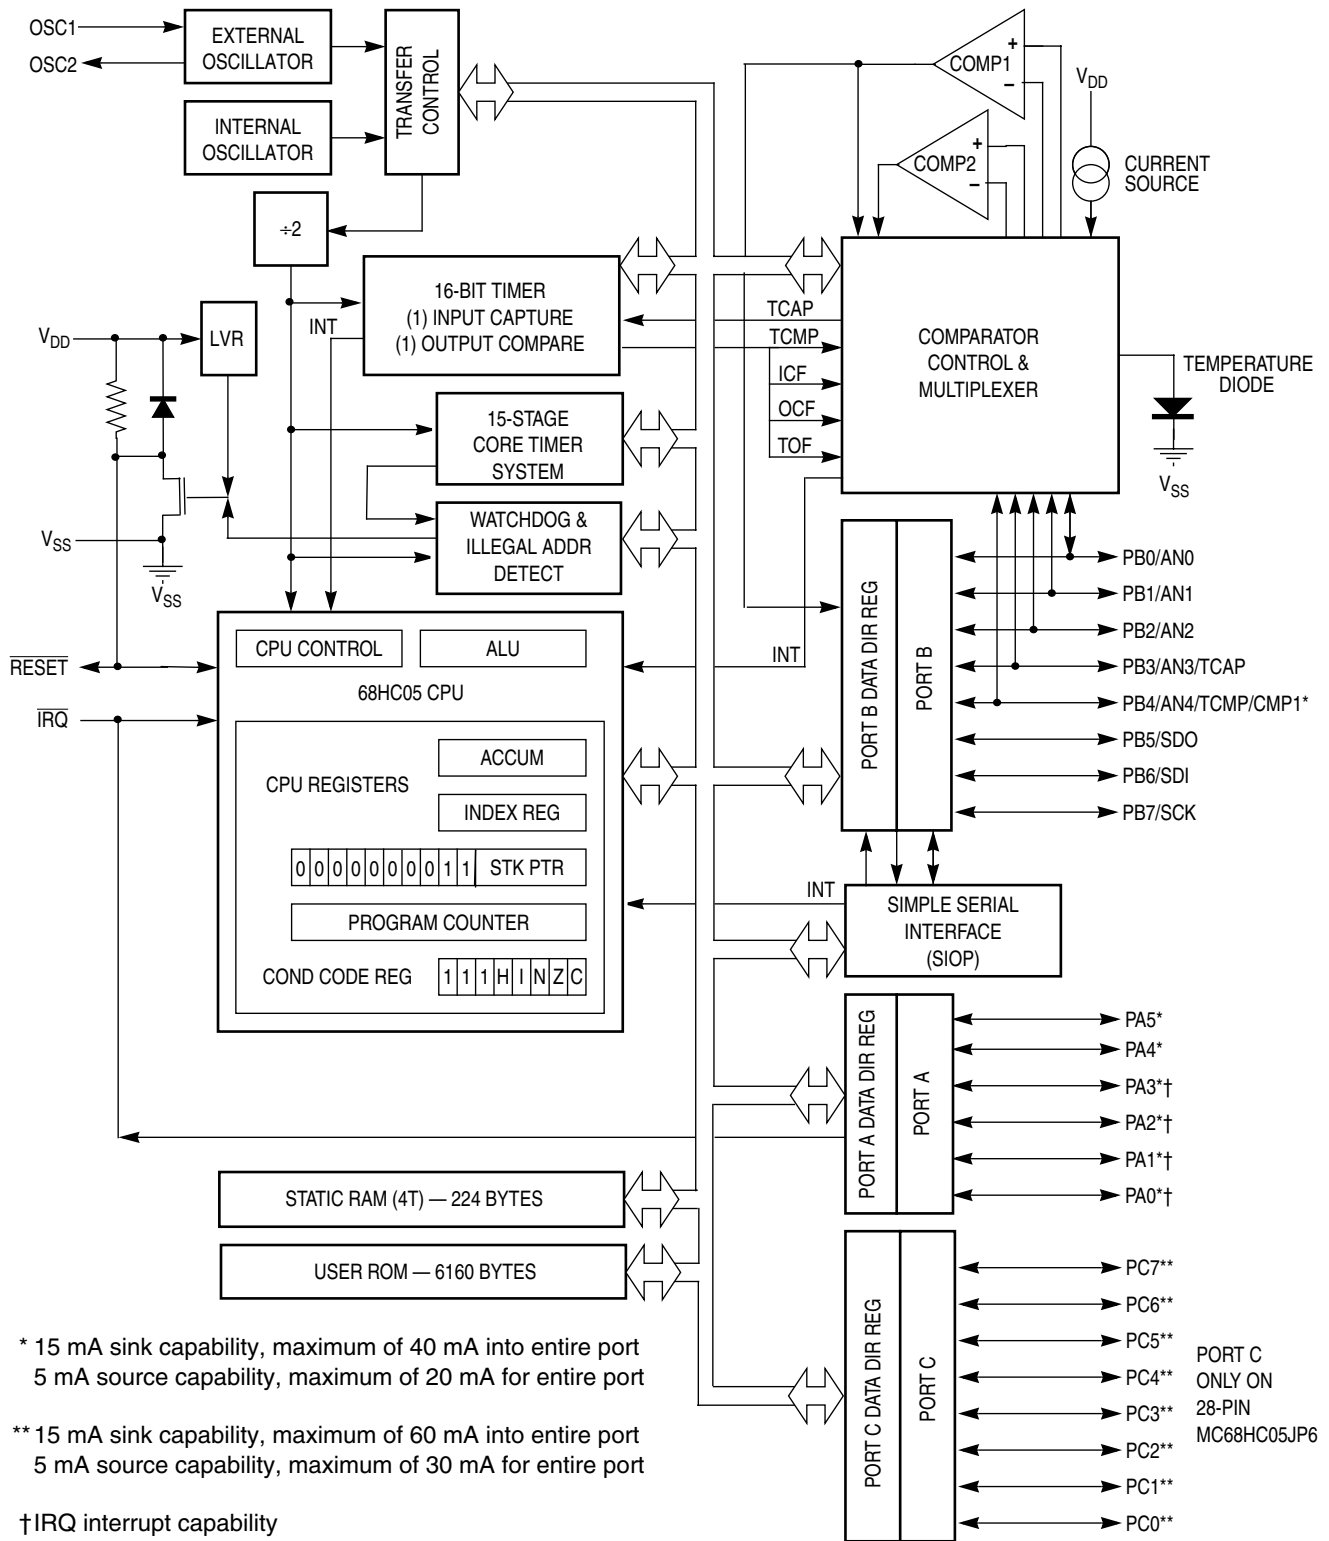 OSC1
OSC2
EXTERNAL
OSCILLATOR
INTERNAL
OSCILLATOR
TRANSFER
CONTROL
÷2
COMP1
+
−
COMP2
+
−
VDD
CURRENT
SOURCE
VDD
LVR
INT
16-BIT TIMER
(1) INPUT CAPTURE
(1) OUTPUT COMPARE
TCAP
TCMP
ICF
OCF
TOF
COMPARATOR
CONTROL &
MULTIPLEXER
TEMPERATURE
DIODE
VSS
15-STAGE
CORE TIMER
SYSTEM
WATCHDOG &
ILLEGAL ADDR
DETECT
VSS
VSS
RESET
IRQ
CPU CONTROL
ALU
68HC05 CPU
CPU REGISTERS
ACCUM
INDEX REG
0 0 0 0 0 0 0 0 1 1 STK PTR
PROGRAM COUNTER
COND CODE REG
1 1 1 H I N Z C
INT
INT
PORT B DATA DIR REG
PORT B
PB0/AN0
PB1/AN1
PB2/AN2
PB3/AN3/TCAP
PB4/AN4/TCMP/CMP1*
PB5/SDO
PB6/SDI
PB7/SCK
SIMPLE SERIAL
INTERFACE
(SIOP)
PORT A DATA DIR REG
PORT A
PA5*
PA4*
PA3*†
PA2*†
PA1*†
PA0*†
STATIC RAM (4T) — 224 BYTES
USER ROM — 6160 BYTES
PORT C DATA DIR REG
PORT C
PC7**
PC6**
PC5**
PC4**
PC3**
PC2**
PC1**
PC0**
PORT C
ONLY ON
28-PIN
MC68HC05JP6
* 15 mA sink capability, maximum of 40 mA into entire port
5 mA source capability, maximum of 20 mA for entire port
** 15 mA sink capability, maximum of 60 mA into entire port
5 mA source capability, maximum of 30 mA for entire port
† IRQ interrupt capability